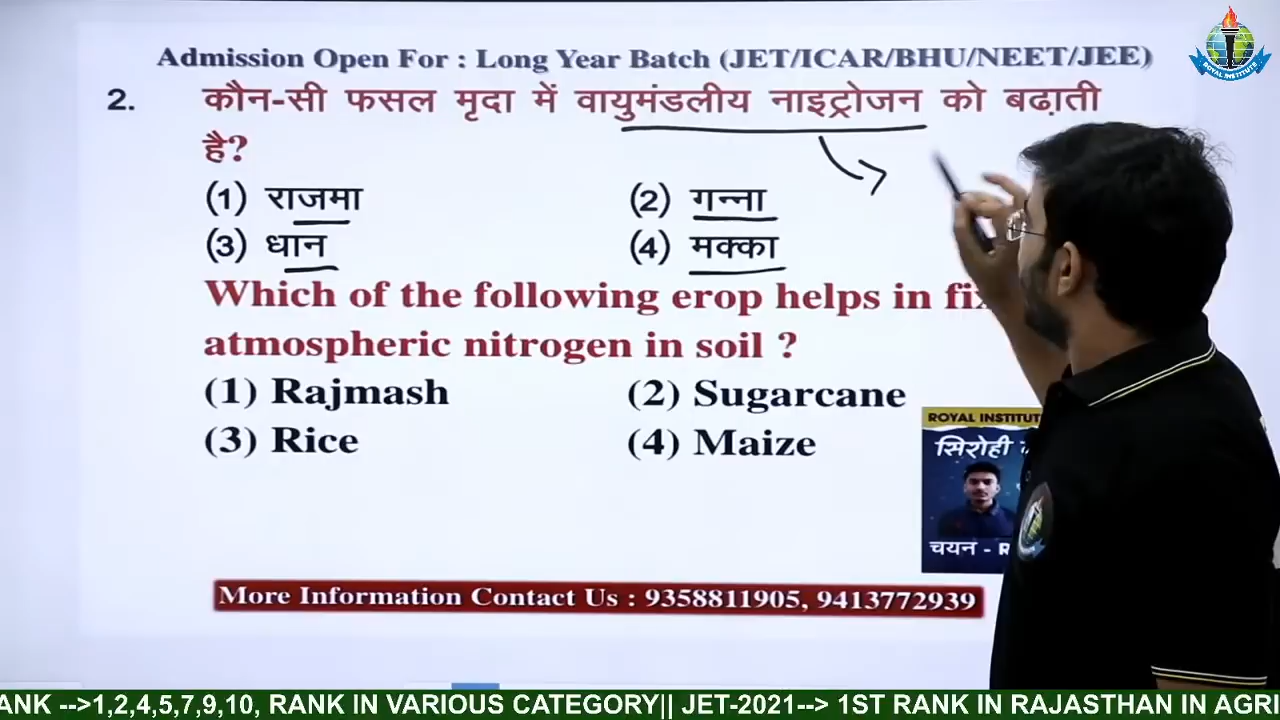 Admission Open For : Long Year Batch (JET/ICAR/BHU/NEET/JEE)
ROYAL INSTITUTE
2. कौन-सी फसल मृदा में वायुमंडलीय नाइट्रोजन को बढा़ती
है?
(1) राजमा (2) गन्ना
(3) धान (4) मक्का
Which of the following erop helps in
atmospheric nitrogen in soil ?
(1) Rajmash (2) Sugarcane
(3) Rice (4) Maize
ROYAL INSTITUT
सिरोही
चयन - R
More Information Contact Us : 9358811905, 9413772939
ANK -->1,2,4,5,7,9,10, RANK IN VARIOUS CATEGORY|| JET-2021--> 1ST RANK IN RAJASTHAN IN AGRI